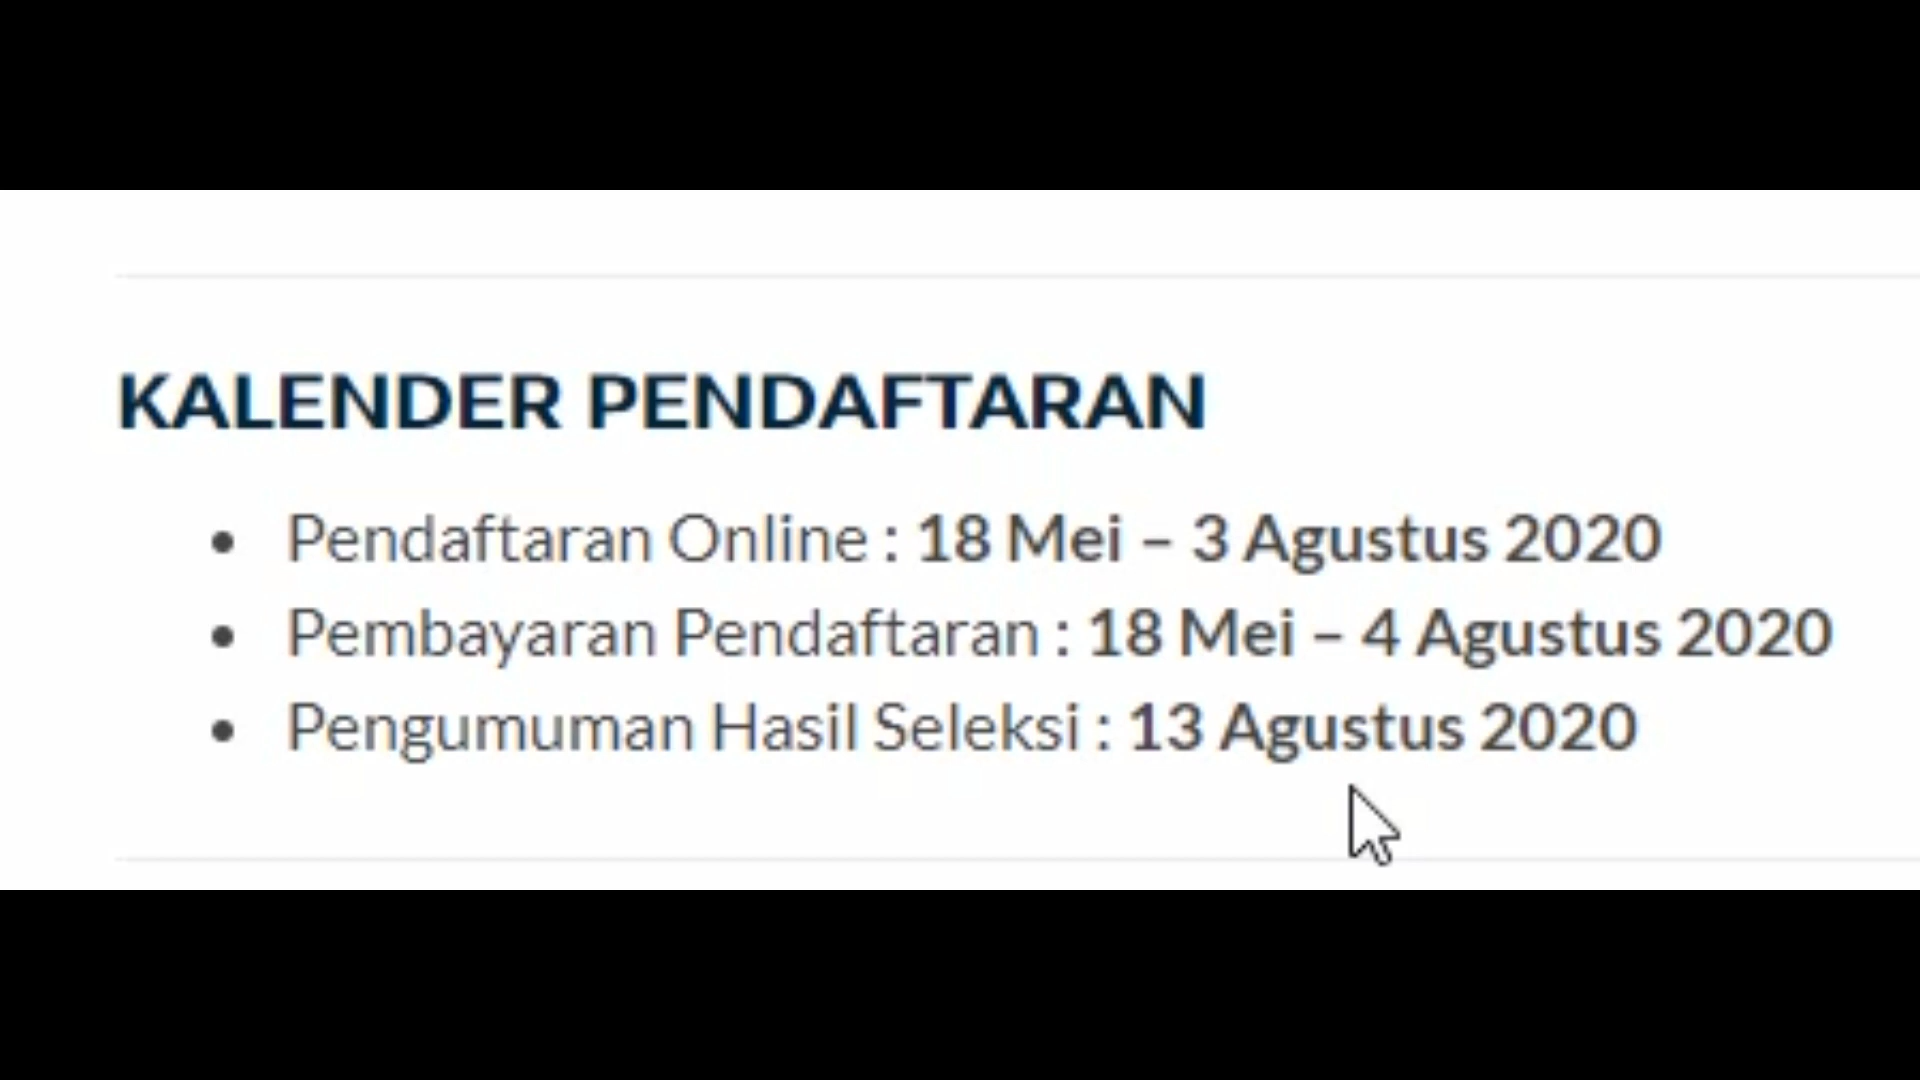 KALENDER PENDAFTARAN
• Pendaftaran Online : 18 Mei – 3 Agustus 2020
• Pembayaran Pendaftaran : 18 Mei – 4 Agustus 2020
• Pengumuman Hasil Seleksi : 13 Agustus 2020